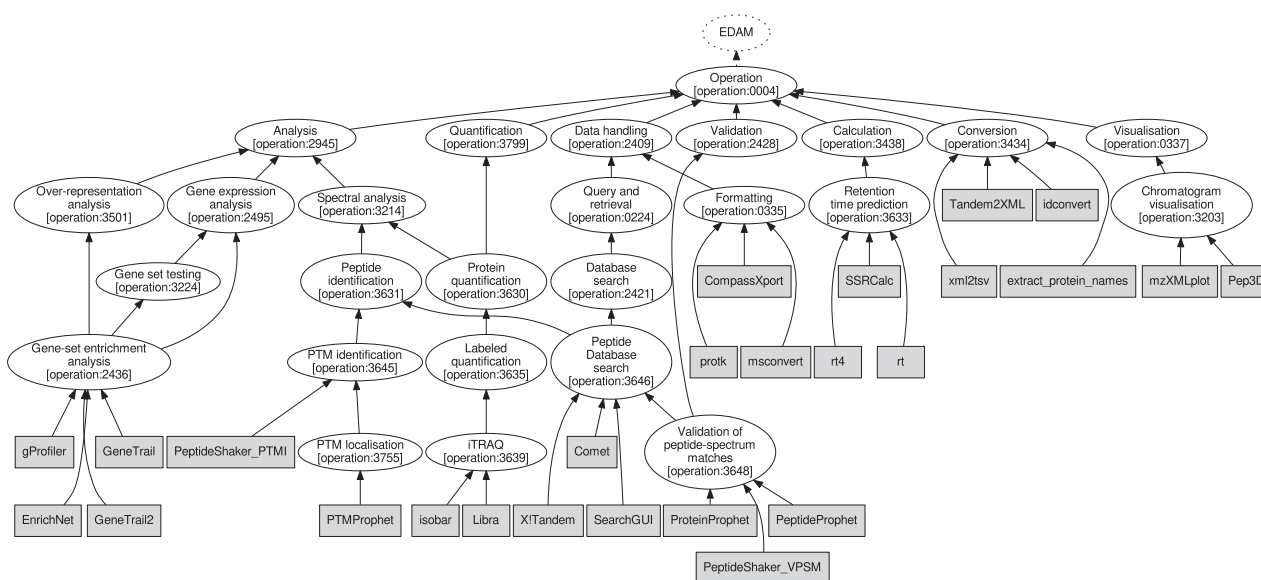 EDAM
Operation
[operation:0004]
Analysis
[operation:2945]
Quantification
[operation:3799]
Data handling
[operation:2409]
Validation
[operation:2428]
Calculation
[operation:3438]
Conversion
[operation:3434]
Visualisation
[operation:0337]
Over-representation
analysis
[operation:3501]
Gene expression
analysis
[operation:2495]
Spectral analysis
[operation:3214]
Query and
retrieval
[operation:0224]
Formatting
[operation:0335]
Retention
time prediction
[operation:3633]
Tandem2XML
idconvert
Chromatogram
visualisation
[operation:3203]
Gene set testing
[operation:3224]
Peptide
identification
[operation:3631]
Protein
quantification
[operation:3630]
Database
search
[operation:2421]
CompassXport
SSRCalc
xml2tsv
extract_protein_names
mzXMLplot
Pep3D
Gene-set enrichment
analysis
[operation:2436]
PTM identification
[operation:3645]
Labeled
quantification
[operation:3635]
Peptide
Database
search
[operation:3646]
protk
msconvert
rt4
rt
gProfiler
GeneTrail
PeptideShaker_PTMI
PTM localisation
[operation:3755]
iTRAQ
[operation:3639]
Comet
Validation of
peptide-spectrum
matches
[operation:3648]
EnrichNet
GeneTrail2
PTMProphet
isobar
Libra
X!Tandem
SearchGUI
ProteinProphet
PeptideProphet
PeptideShaker_VPSM